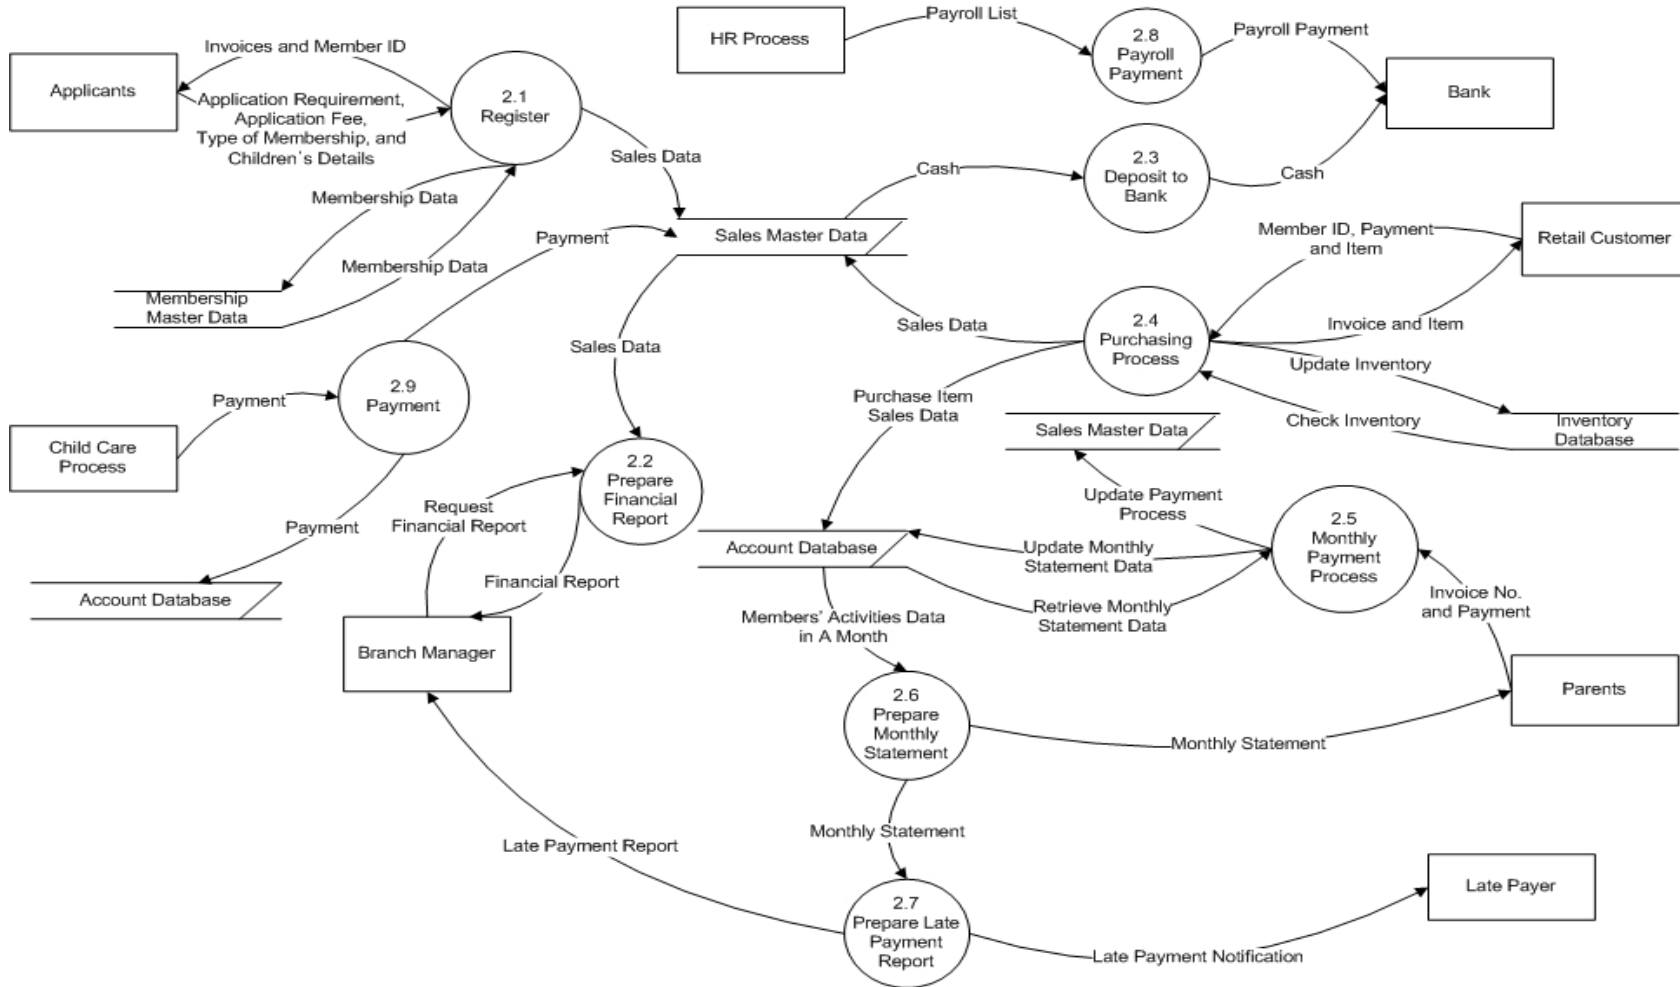 HR Process
Payroll List
2.8
Payroll
Payment
Payroll Payment
Bank
Applicants
Invoices and Member ID
Application Requirement,
Application Fee,
Type of Membership, and
Children`s Details
2.1
Register
Sales Data
Membership Data
Membership Data
Membership
Master Data
Cash
2.3
Deposit to
Bank
Cash
Payment
Sales Master Data
Member ID, Payment
and Item
Retail Customer
2.4
Purchasing
Process
Invoice and Item
Update Inventory
Check Inventory
Inventory
Database
Sales Data
Sales Data
Purchase Item
Sales Data
Sales Master Data
Child Care
Process
Payment
2.9
Payment
Payment
Account Database
2.2
Prepare
Financial
Report
Request
Financial Report
Financial Report
Branch Manager
Update Payment
Process
2.5
Monthly
Payment
Process
Account Database
Update Monthly
Statement Data
Retrieve Monthly
Statement Data
Invoice No.
and Payment
Members’ Activities Data
in A Month
Parents
2.6
Prepare
Monthly
Statement
Monthly Statement
Monthly Statement
Late Payment Report
2.7
Prepare Late
Payment
Report
Late Payment Notification
Late Payer